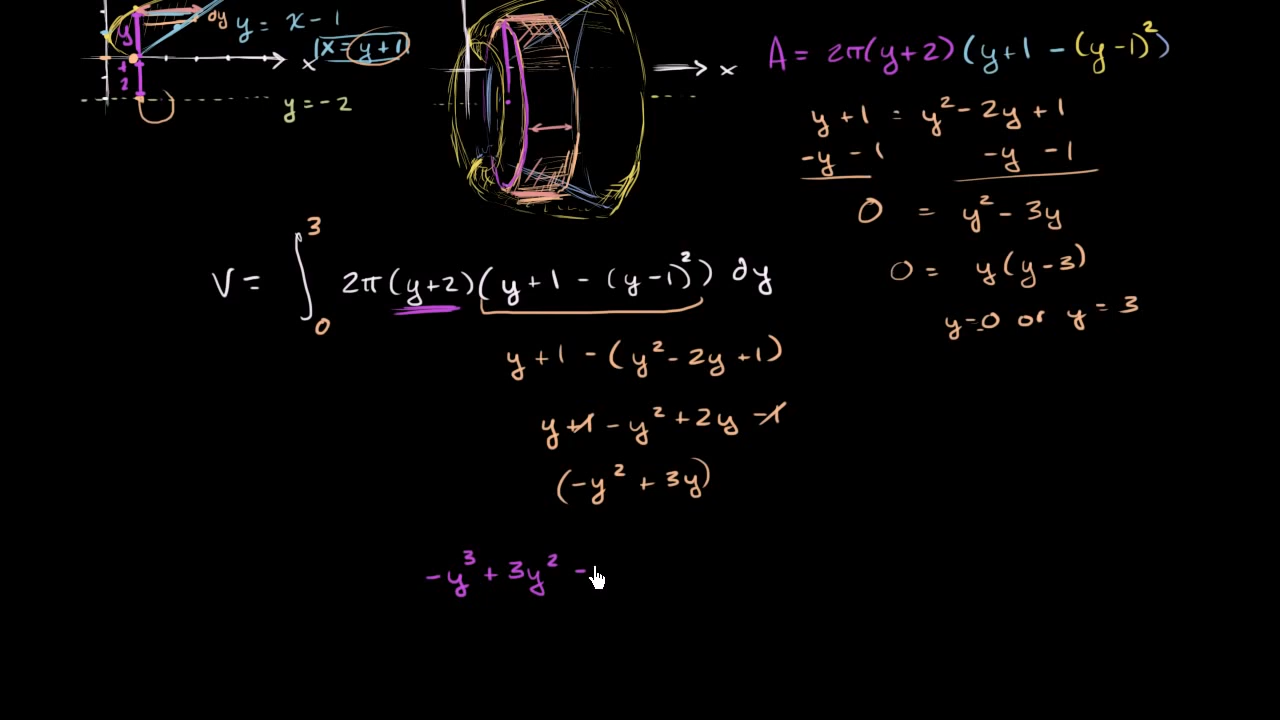 y
+
2
dy
y = x - 1
x = y + 1
x
y = -2
x
A = 2π(y+2)(y+1 - (y-1)²)
y + 1 = y² - 2y + 1
-y - 1 -y - 1
0 = y² - 3y
0 = y(y-3)
y=0 or y = 3
V = ∫₀³ 2π(y+2)(y+1 - (y-1)²) dy
y + 1 - (y² - 2y + 1)
y + 1 - y² + 2y - 1
(-y² + 3y)
-y³ + 3y² -